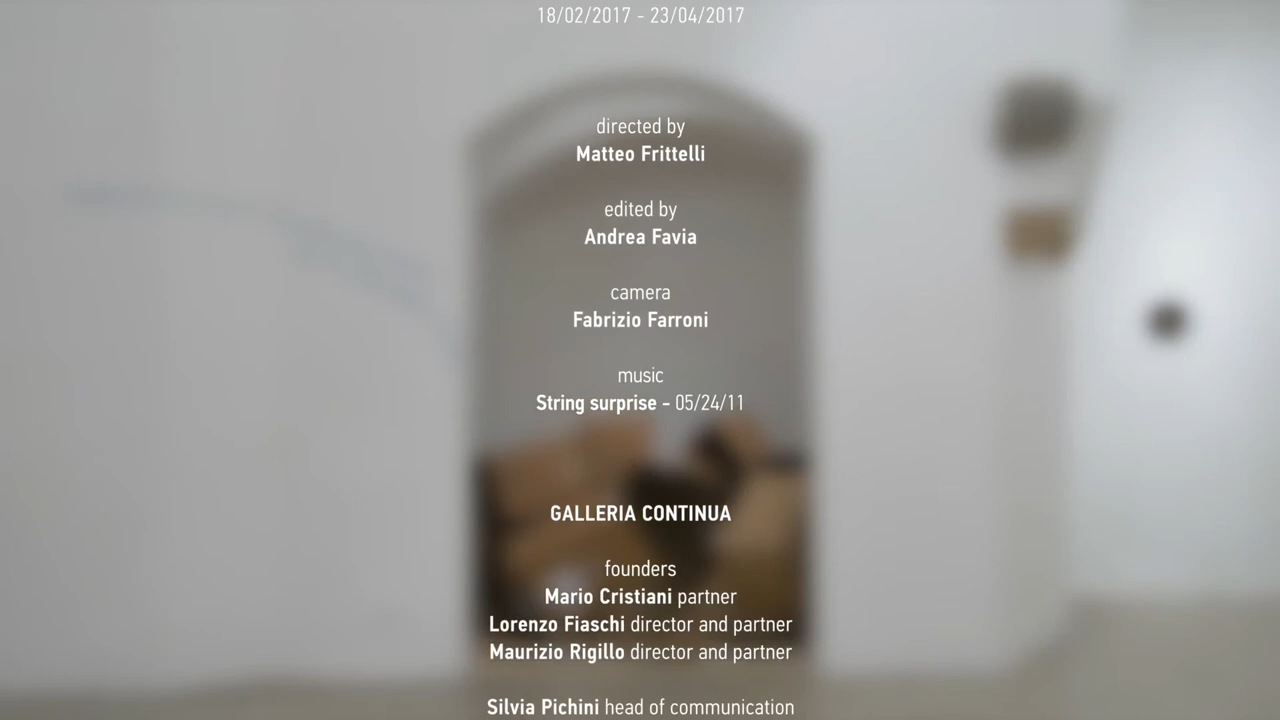 18/02/2017 - 23/04/2017
directed by
Matteo Frittelli
edited by
Andrea Favia
camera
Fabrizio Farroni
music
String surprise - 05/24/11
GALLERIA CONTINUA
founders
Mario Cristiani partner
Lorenzo Fiaschi director and partner
Maurizio Rigillo director and partner
Silvia Pichini head of communication